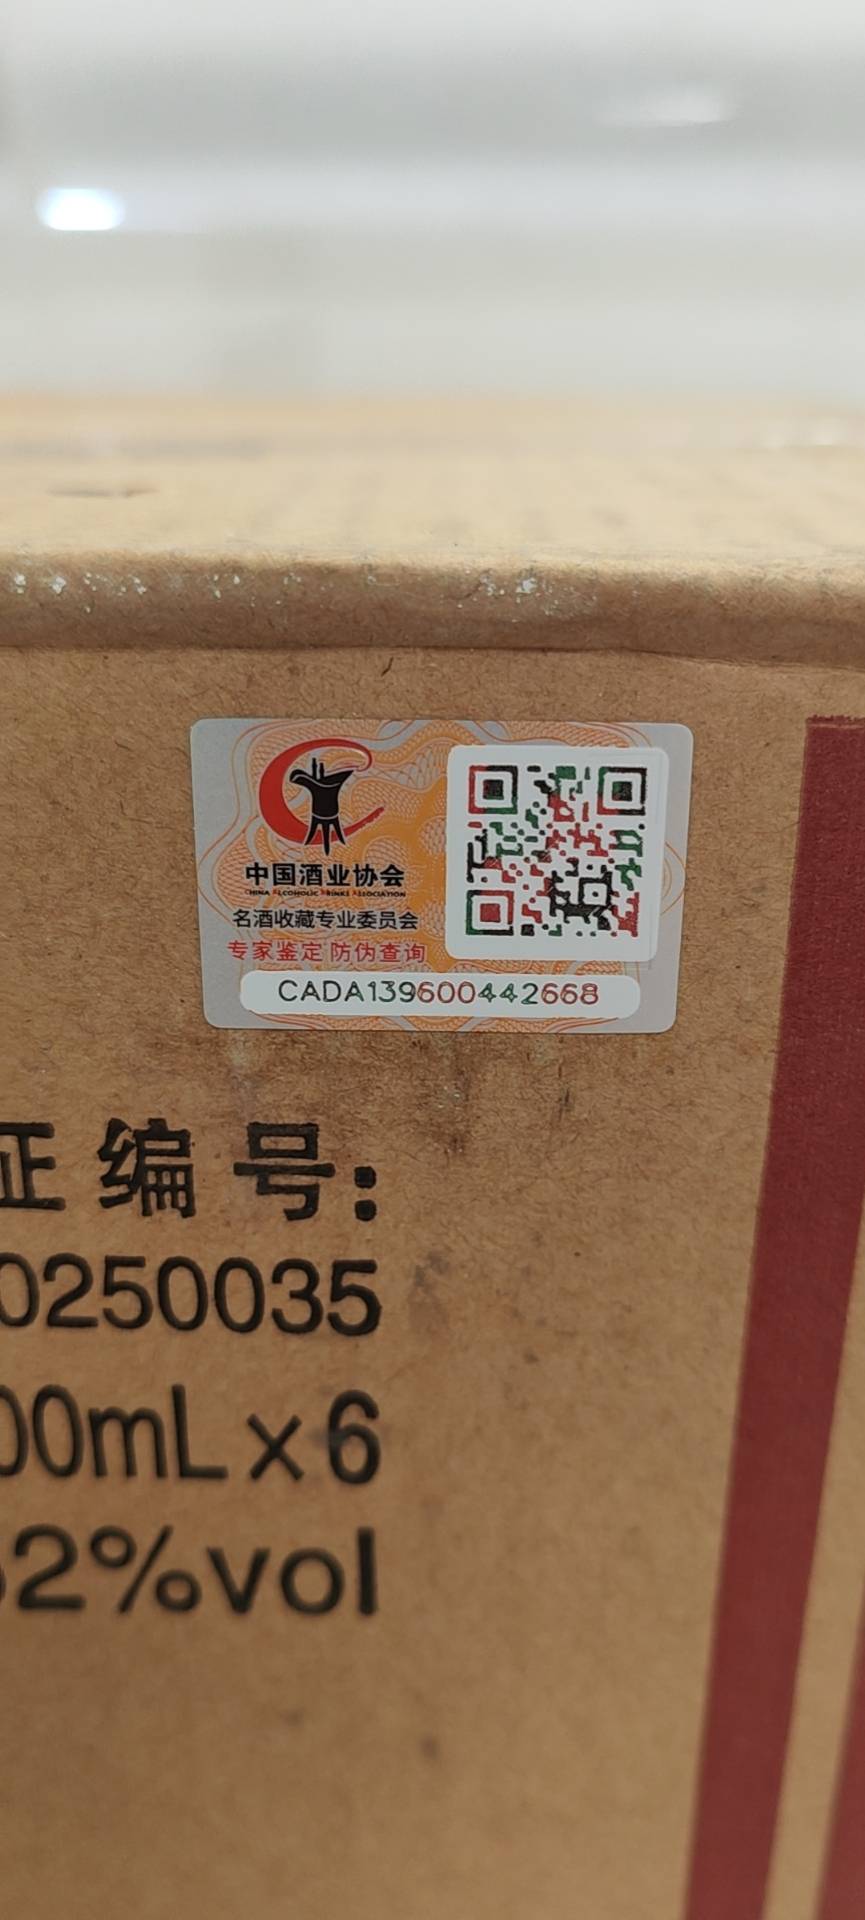 中国酒业协会
CHINA ALCOHOLIC DRINKS ASSOCIATION
名酒收藏专业委员会
专家鉴定 防伪查询
CADA139600442668
证编号:
0250035
00mL×6
2%vol